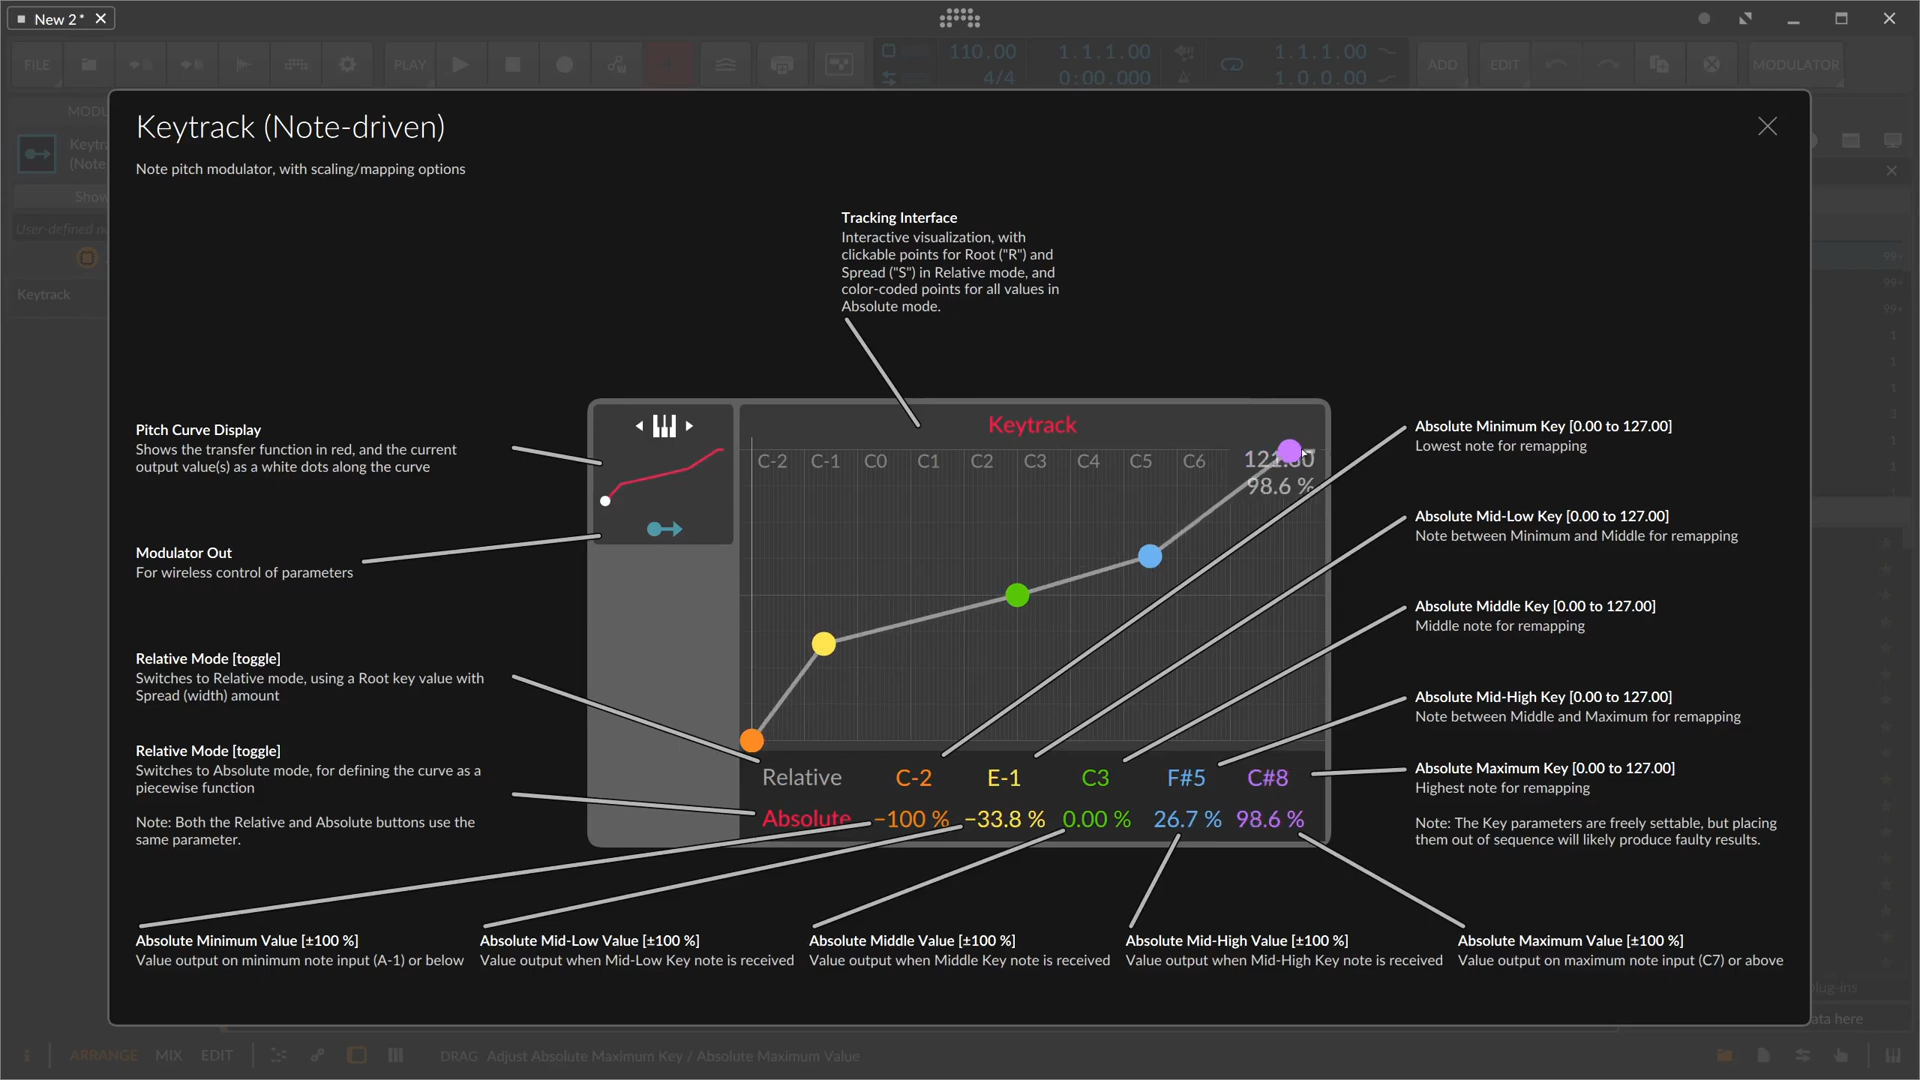 New 2*
FILE
PLAY
110.00
4/4
1.1.1.00
0:00.000
1.1.1.00
1.0.0.00
ADD
EDIT
MODULATOR
Keytrack (Note-driven)
Note pitch modulator, with scaling/mapping options
Tracking Interface
Interactive visualization, with
clickable points for Root ("R") and
Spread ("S") in Relative mode, and
color-coded points for all values in
Absolute mode.
Keytrack
Pitch Curve Display
Shows the transfer function in red, and the current
output value(s) as a white dots along the curve
Modulator Out
For wireless control of parameters
Relative Mode [toggle]
Switches to Relative mode, using a Root key value with
Spread (width) amount
Relative Mode [toggle]
Switches to Absolute mode, for defining the curve as a
piecewise function
Note: Both the Relative and Absolute buttons use the
same parameter.
Keytrack
C-2 C-1 C0 C1 C2 C3 C4 C5 C6
98.6 %
Relative C-2 E-1 C3 F#5 C#8
Absolute −100 % −33.8 % 0.00 % 26.7 % 98.6 %
Absolute Minimum Key [0.00 to 127.00]
Lowest note for remapping
Absolute Mid-Low Key [0.00 to 127.00]
Note between Minimum and Middle for remapping
Absolute Middle Key [0.00 to 127.00]
Middle note for remapping
Absolute Mid-High Key [0.00 to 127.00]
Note between Middle and Maximum for remapping
Absolute Maximum Key [0.00 to 127.00]
Highest note for remapping
Note: The Key parameters are freely settable, but placing
them out of sequence will likely produce faulty results.
Absolute Minimum Value [±100 %]
Value output on minimum note input (A-1) or below
Absolute Mid-Low Value [±100 %]
Value output when Mid-Low Key note is received
Absolute Middle Value [±100 %]
Value output when Middle Key note is received
Absolute Mid-High Value [±100 %]
Value output when Mid-High Key note is received
Absolute Maximum Value [±100 %]
Value output on maximum note input (C7) or above
ARRANGE MIX EDIT
DRAG Adjust Absolute Maximum Key / Absolute Maximum Value